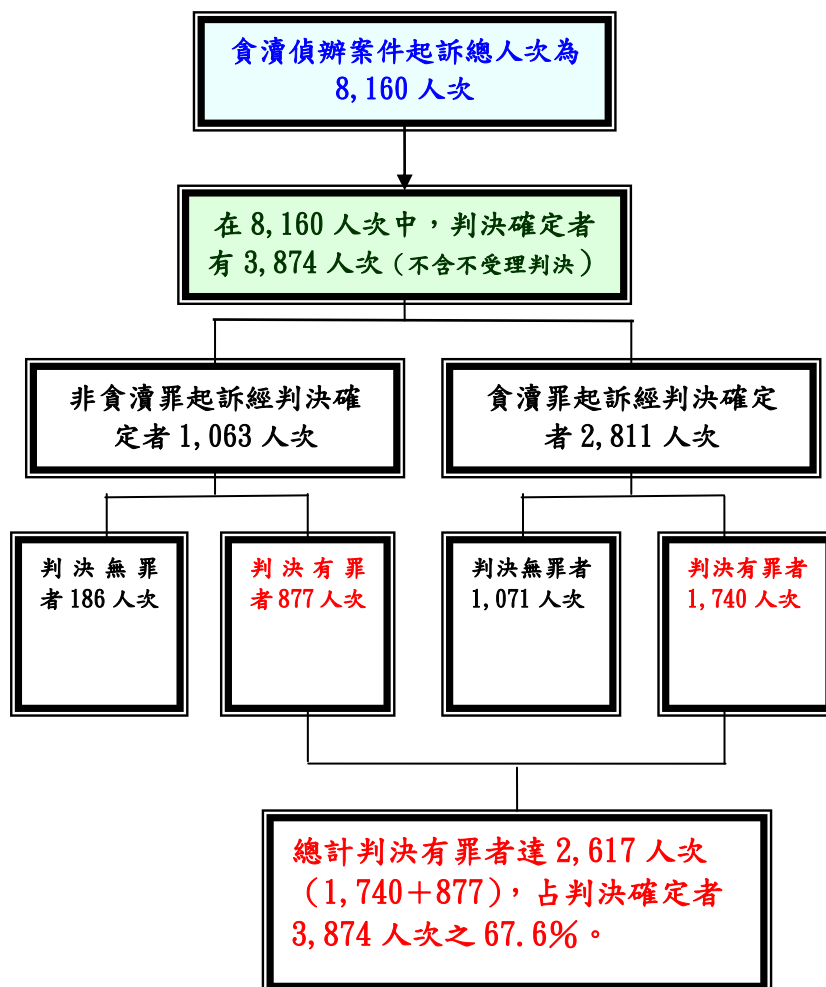 貪瀆偵辦案件起訴總人次為
8,160 人次
在 8,160 人次中，判決確定者
有 3,874 人次（不含不受理判決）
非貪瀆罪起訴經判決確
定者 1,063 人次
貪瀆罪起訴經判決確定
者 2,811 人次
判決無罪
者 186 人次
判決有罪
者 877 人次
判決無罪者
1,071 人次
判決有罪者
1,740 人次
總計判決有罪者達 2,617 人次
（1,740＋877），占判決確定者
3,874 人次之 67.6％。